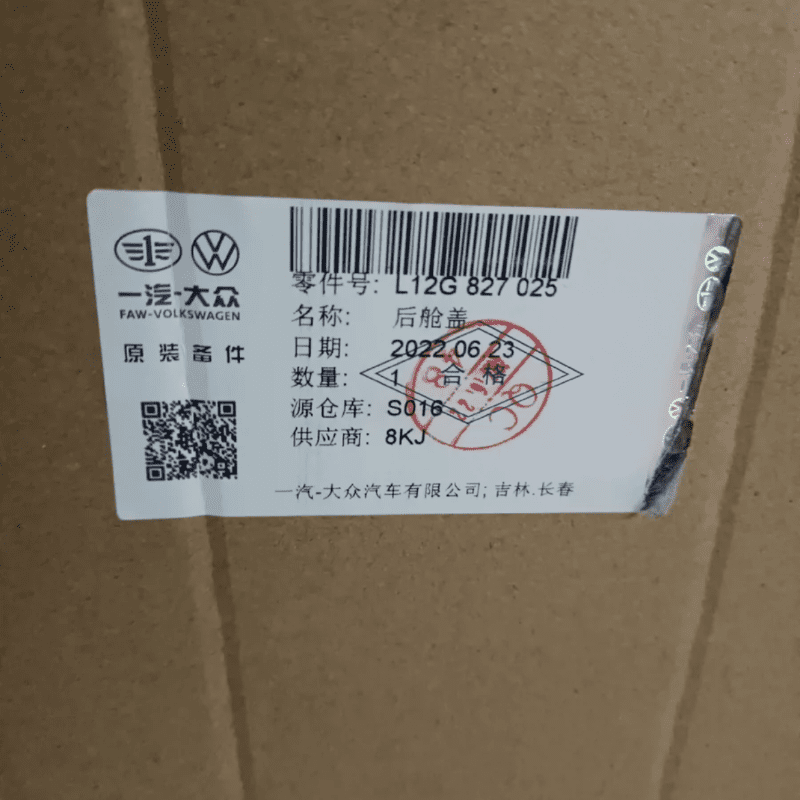 一汽-大众
FAW-VOLKSWAGEN
原装备件
零件号: L12G 827 025
名称: 后舱盖
日期: 2022.06.23
数量: 1
合格
源仓库: S016
供应商: 8KJ
QC
一汽-大众汽车有限公司; 吉林.长春